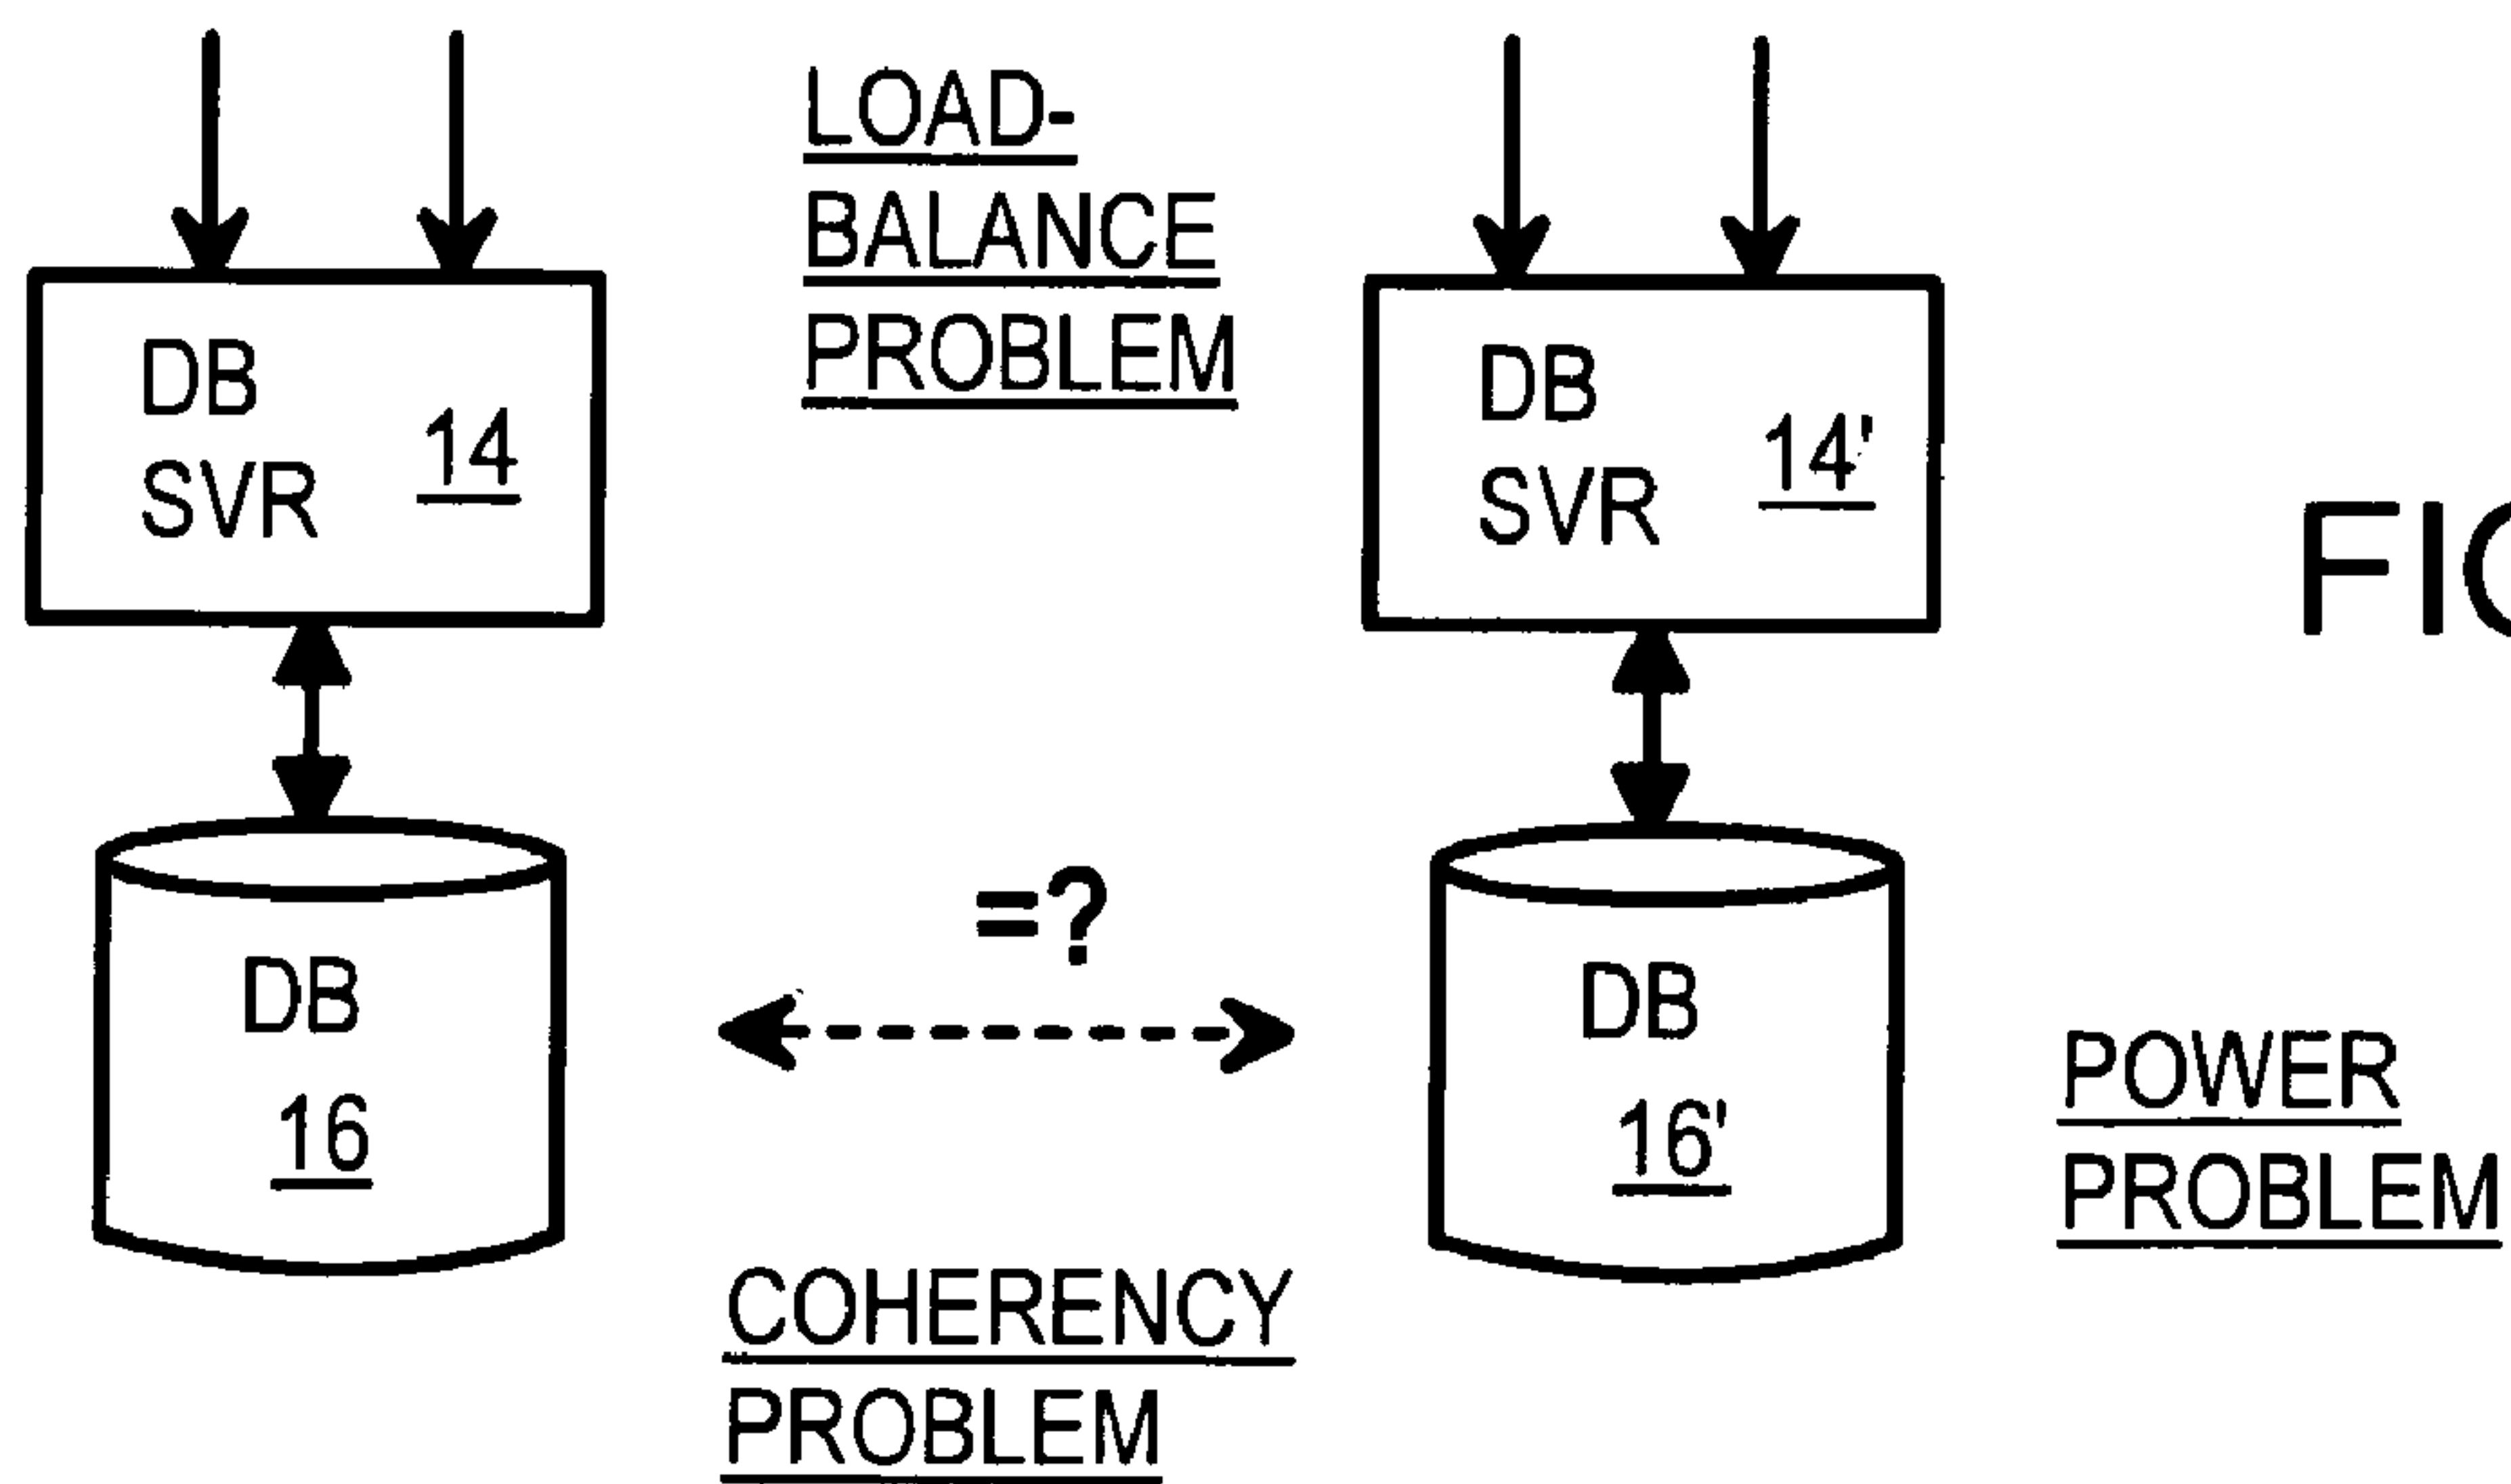 LOAD-
BALANCE
PROBLEM
DB
SVR 14
DB
SVR 14'
=?
DB
16
DB
16'
POWER
PROBLEM
COHERENCY
PROBLEM